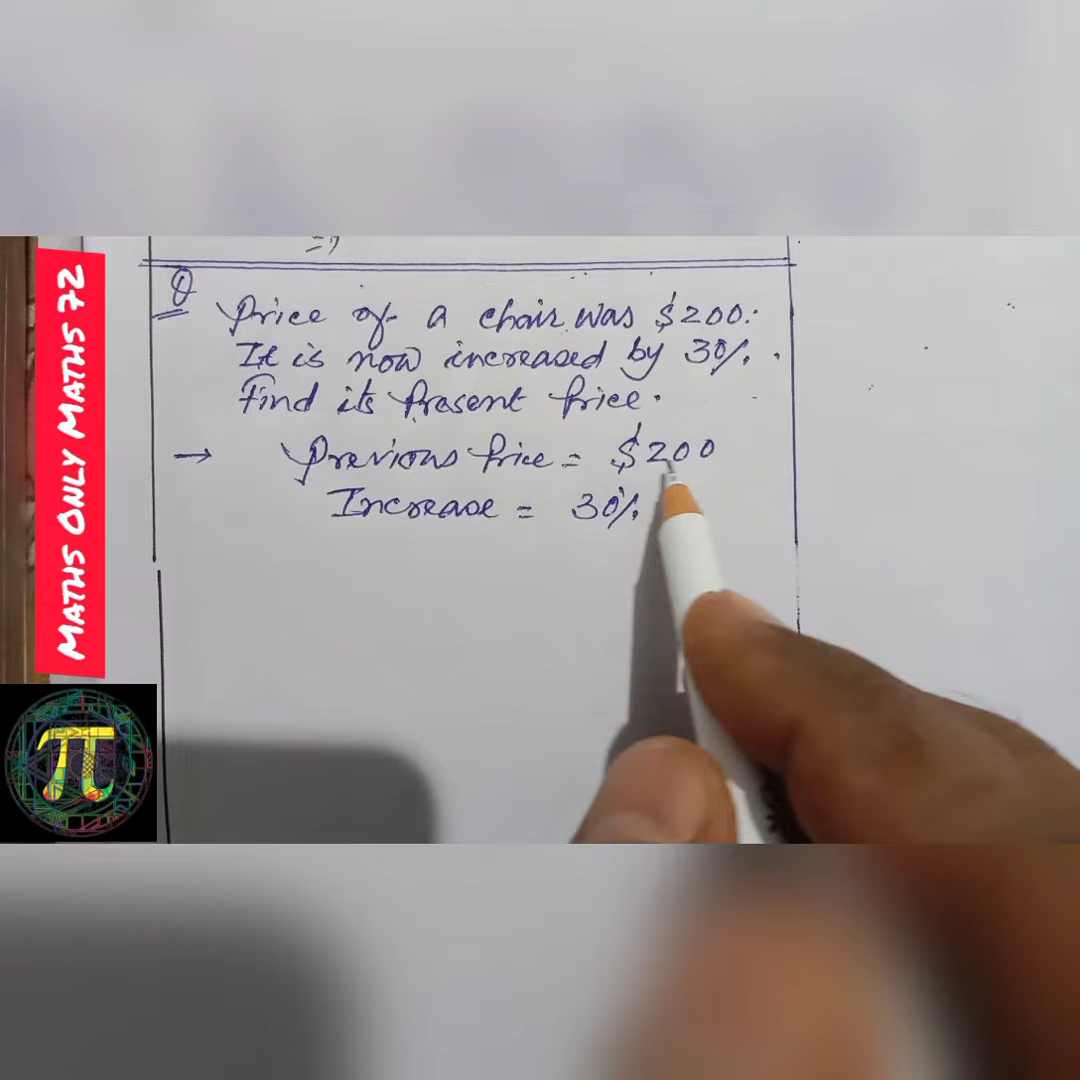 =)
Q
Price of a chair was $200.
It is now increased by 30%.
Find its Present Price.
→ Previous Price = $200
Increase = 30%
MATHS ONLY MATHS 72
π